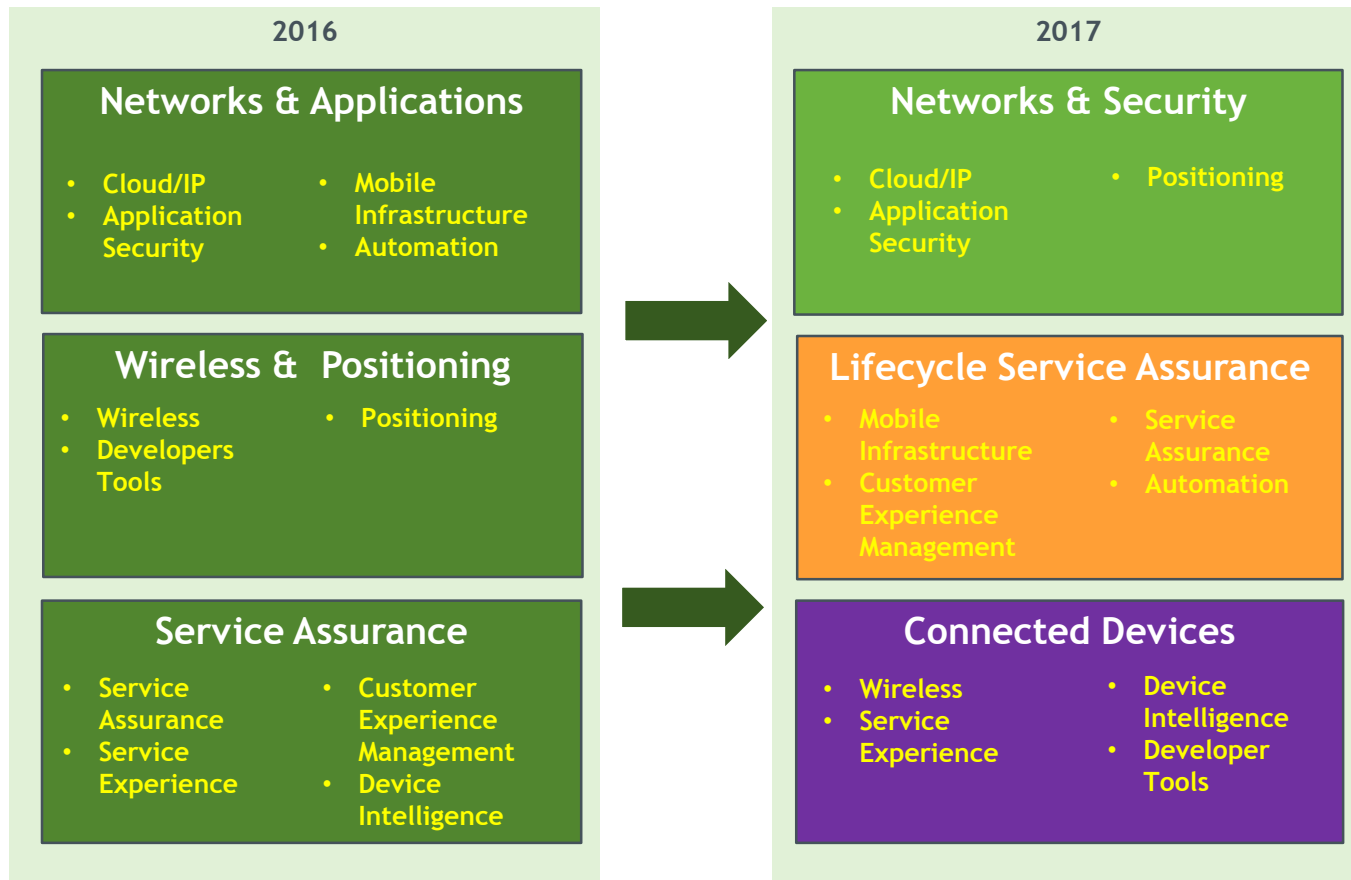 2016
Networks & Applications
• Cloud/IP
• Application
Security
• Mobile
Infrastructure
• Automation
Wireless & Positioning
• Wireless
• Developers
Tools
• Positioning
Service Assurance
• Service
Assurance
• Service
Experience
• Customer
Experience
Management
• Device
Intelligence
2017
Networks & Security
• Cloud/IP
• Application
Security
• Positioning
Lifecycle Service Assurance
• Mobile
Infrastructure
• Customer
Experience
Management
• Service
Assurance
• Automation
Connected Devices
• Wireless
• Service
Experience
• Device
Intelligence
• Developer
Tools